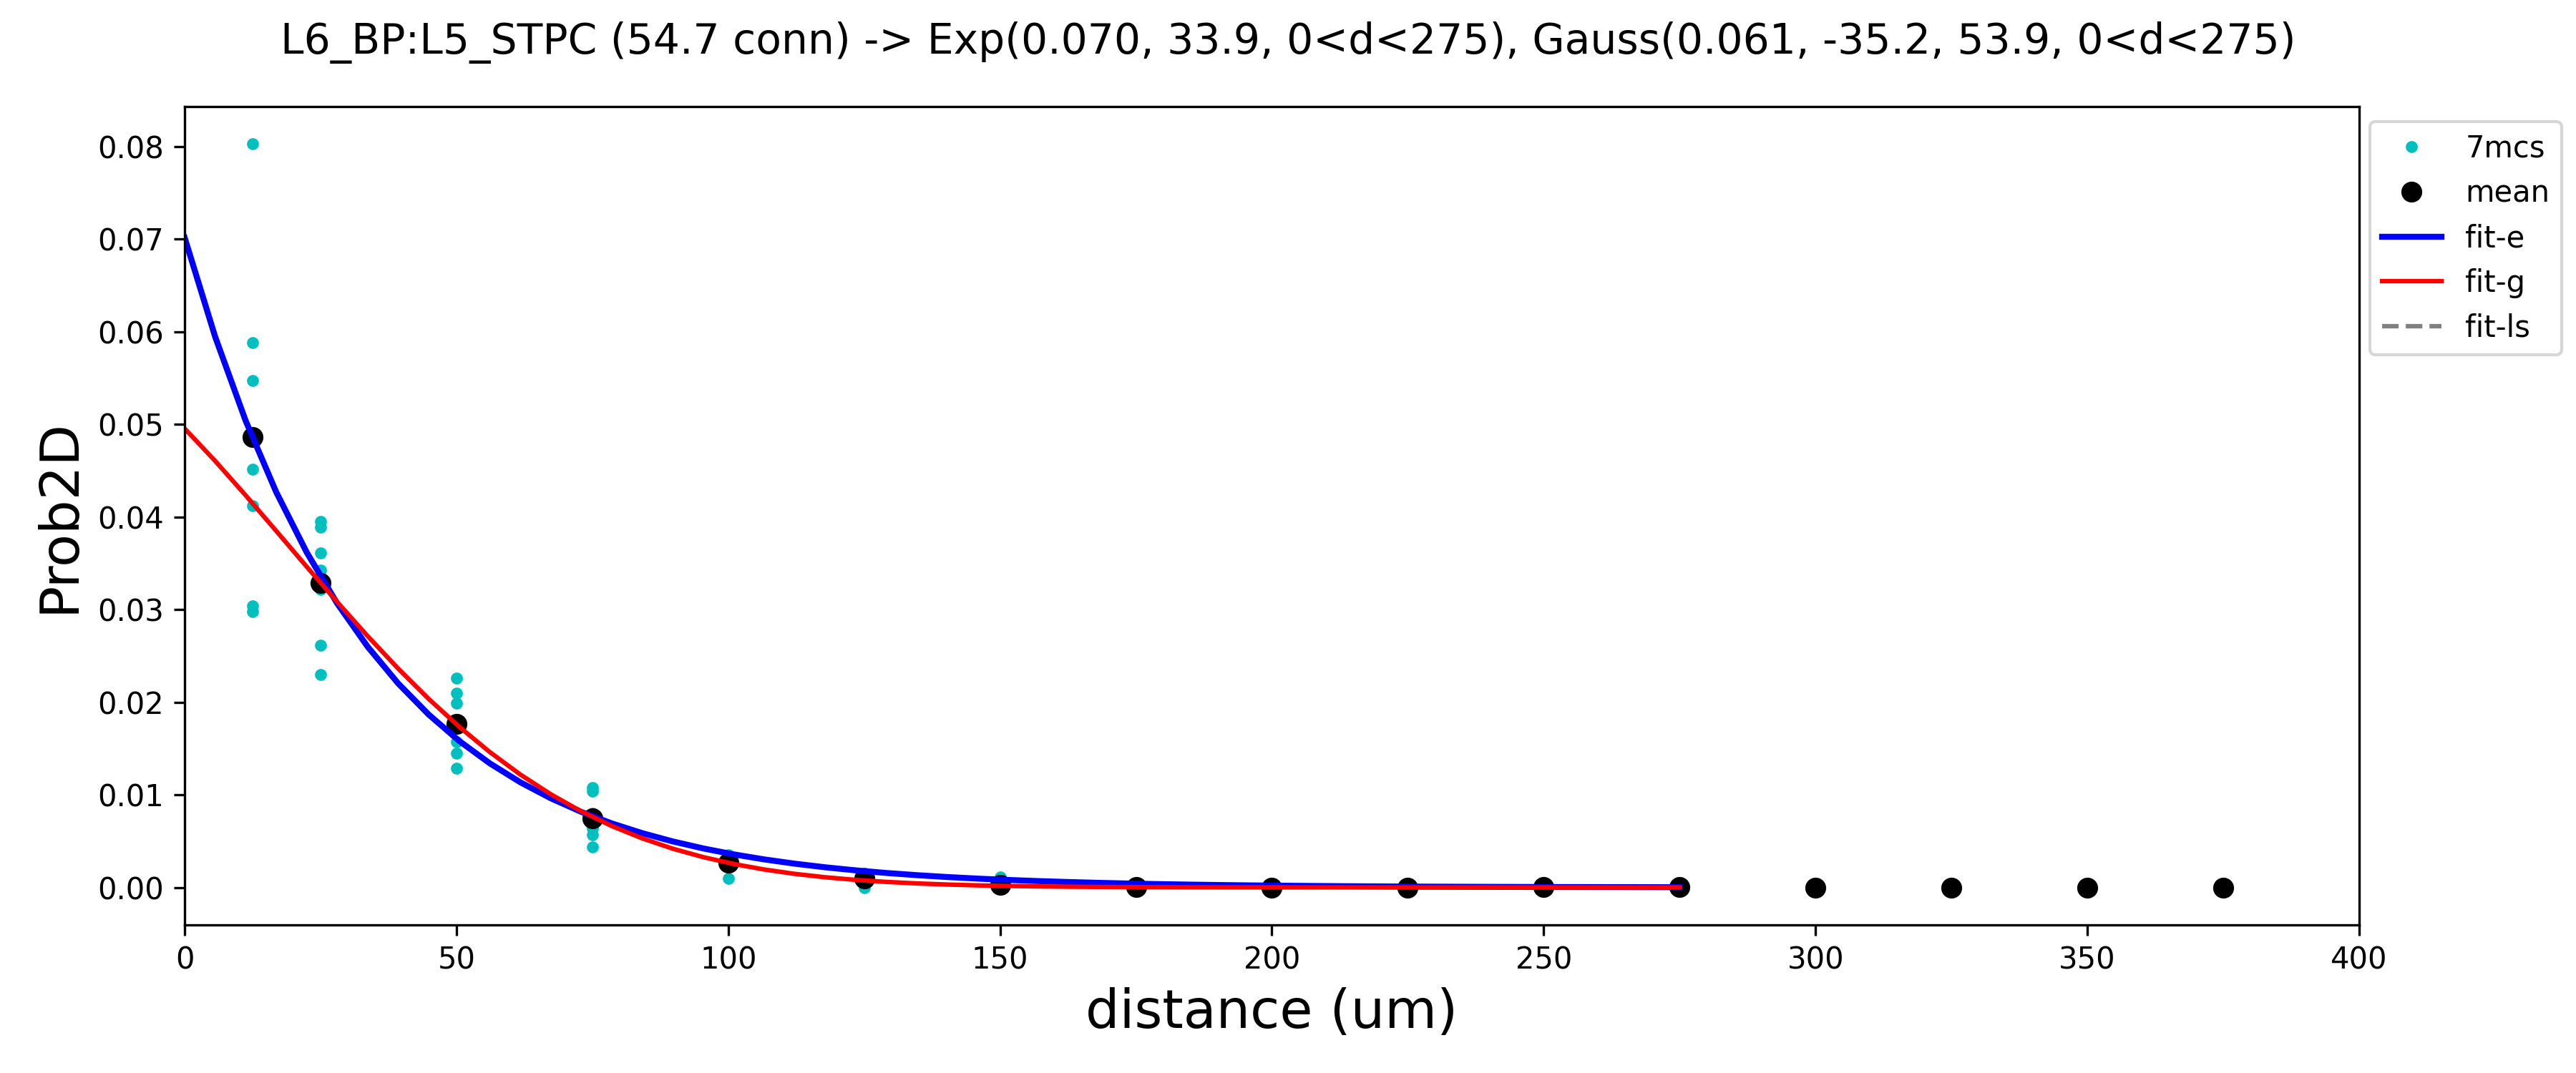 L6_BP:L5_STPC (54.7 conn) -> Exp(0.070, 33.9, 0<d<275), Gauss(0.061, -35.2, 53.9, 0<d<275)
0.08
0.07
0.06
0.05
0.04
0.03
0.02
0.01
0.00
Prob2D
0 50 100 150 200 250 300 350 400
distance (um)
7mcs
mean
fit-e
fit-g
fit-ls